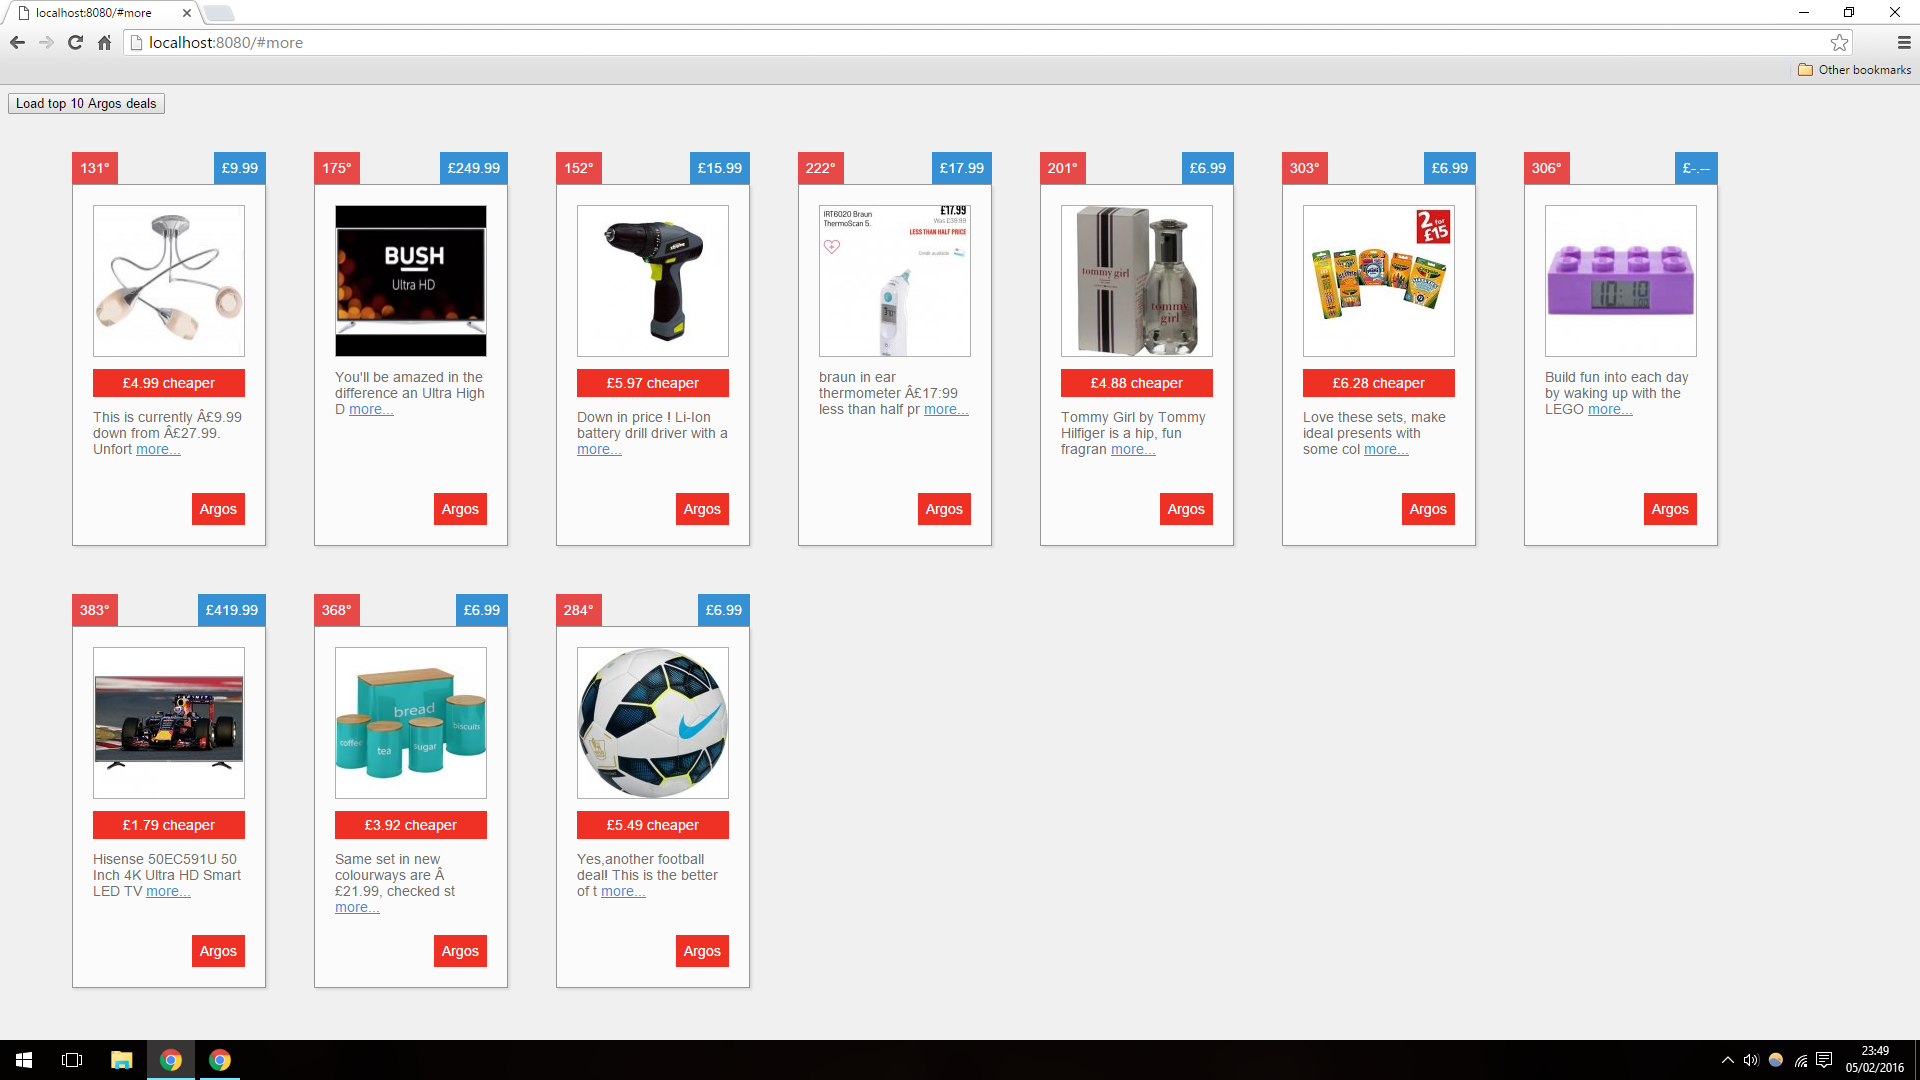 localhost:8080/#more
localhost:8080/#more
Other bookmarks
Load top 10 Argos deals
131° £9.99
£4.99 cheaper
This is currently Â£9.99
down from Â£27.99.
Unfort more...
Argos
175° £249.99
BUSH
Ultra HD
You'll be amazed in the
difference an Ultra High
D more...
Argos
152° £15.99
£5.97 cheaper
Down in price ! Li-Ion
battery drill driver with a
more...
Argos
222° £17.99
IRT6020 Braun
ThermoScan 5.
£17.99
Was £39.99
LESS THAN HALF PRICE
Credit available
braun in ear
thermometer Â£17:99
less than half pr more...
Argos
201° £6.99
tommy girl
tommy
girl
£4.88 cheaper
Tommy Girl by Tommy
Hilfiger is a hip, fun
fragran more...
Argos
303° £6.99
2 for
£15
£6.28 cheaper
Love these sets, make
ideal presents with
some col more...
Argos
306° £-.--
10:10
Build fun into each day
by waking up with the
LEGO more...
Argos
383° £419.99
£1.79 cheaper
Hisense 50EC591U 50
Inch 4K Ultra HD Smart
LED TV more...
Argos
368° £6.99
bread
coffee
tea
sugar
biscuits
£3.92 cheaper
Same set in new
colourways are Â
£21.99, checked st
more...
Argos
284° £6.99
£5.49 cheaper
Yes,another football
deal! This is the better
of t more...
Argos
23:49
05/02/2016